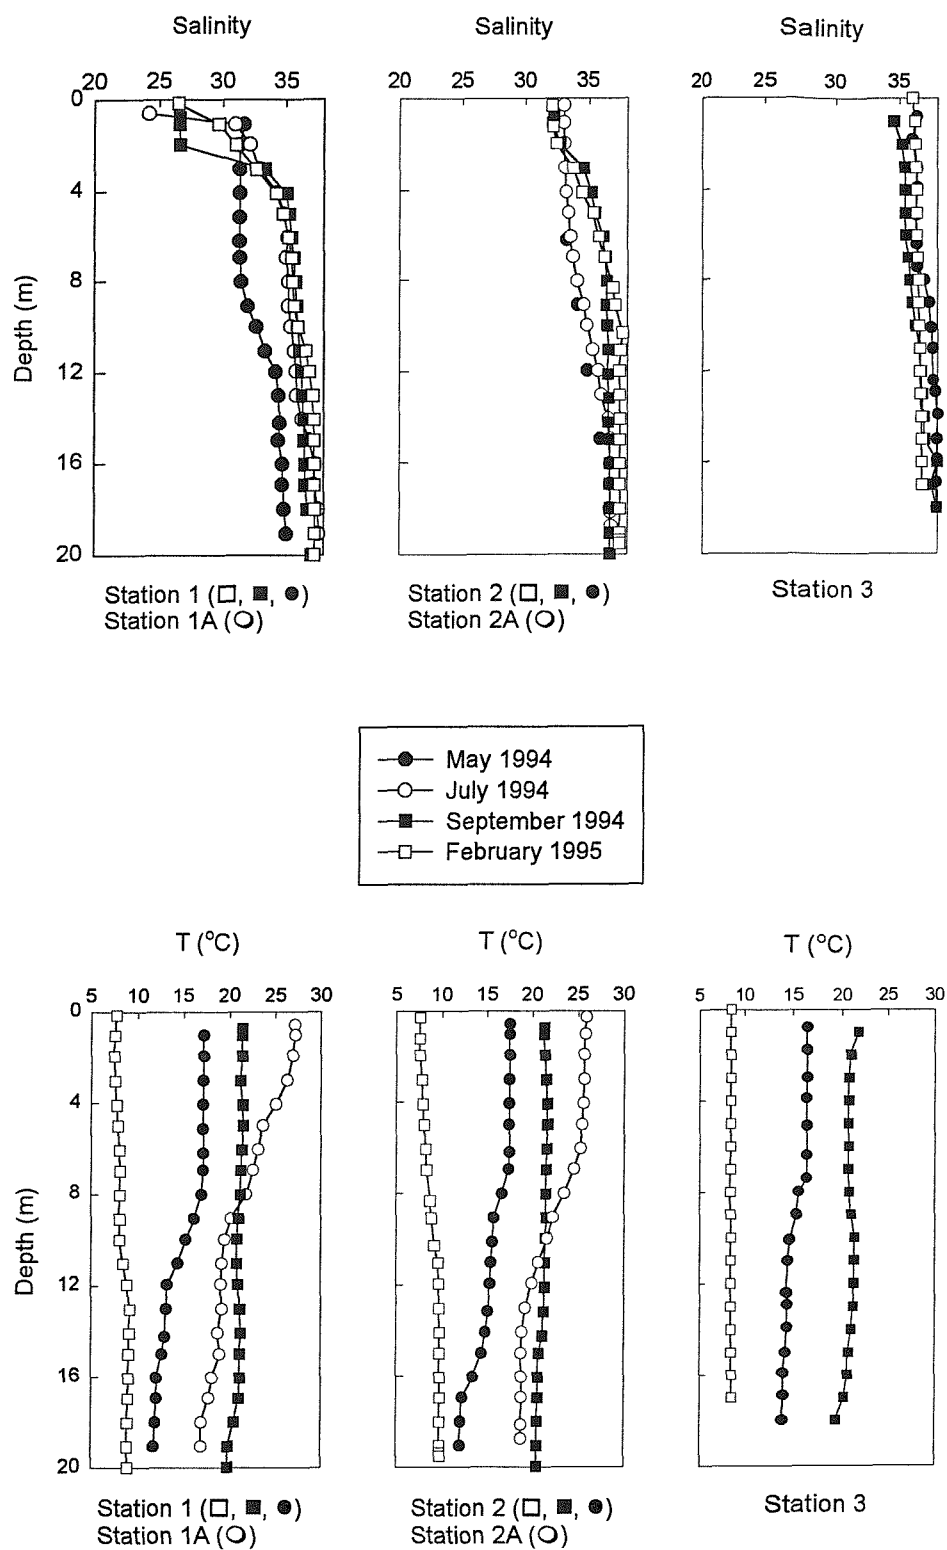 Salinity Salinity Salinity
20 25 30 35 20 25 30 35 20 25 30 35
0
4
8
12
16
20
Depth (m)
Station 1 (□, ■, ●) Station 2 (□, ■, ●) Station 3
Station 1A (○) Station 2A (○)
May 1994
July 1994
September 1994
February 1995
T (°C) T (°C) T (°C)
5 10 15 20 25 30 5 10 15 20 25 30 5 10 15 20 25 30
0
4
8
12
16
20
Depth (m)
Station 1 (□, ■, ●) Station 2 (□, ■, ●) Station 3
Station 1A (○) Station 2A (○)